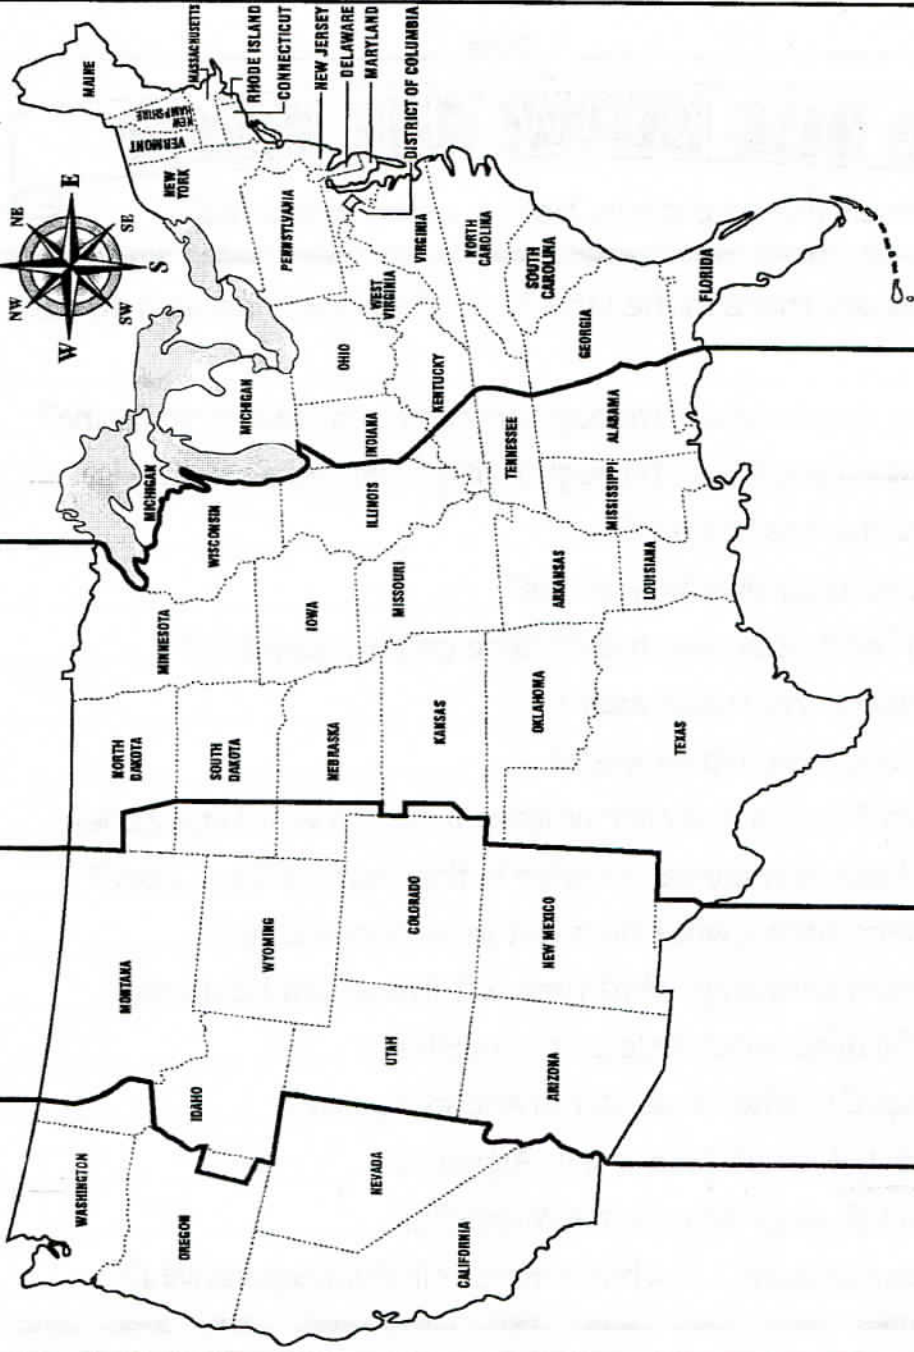 MAINE
MASSACHUSETTS
RHODE ISLAND
CONNECTICUT
NEW JERSEY
DELAWARE
MARYLAND
DISTRICT OF COLUMBIA
NEW
HAMPSHIRE
VERMONT
NEW
YORK
PENNSYLVANIA
NE
E
SE
S
SW
W
NW
WEST
VIRGINIA
VIRGINIA
NORTH
CAROLINA
SOUTH
CAROLINA
GEORGIA
FLORIDA
OHIO
MICHIGAN
MICHIGAN
INDIANA
KENTUCKY
TENNESSEE
ALABAMA
MISSISSIPPI
WISCONSIN
ILLINOIS
MINNESOTA
IOWA
MISSOURI
ARKANSAS
LOUISIANA
NORTH
DAKOTA
SOUTH
DAKOTA
NEBRASKA
KANSAS
OKLAHOMA
TEXAS
MONTANA
WYOMING
COLORADO
NEW MEXICO
IDAHO
UTAH
ARIZONA
WASHINGTON
OREGON
NEVADA
CALIFORNIA